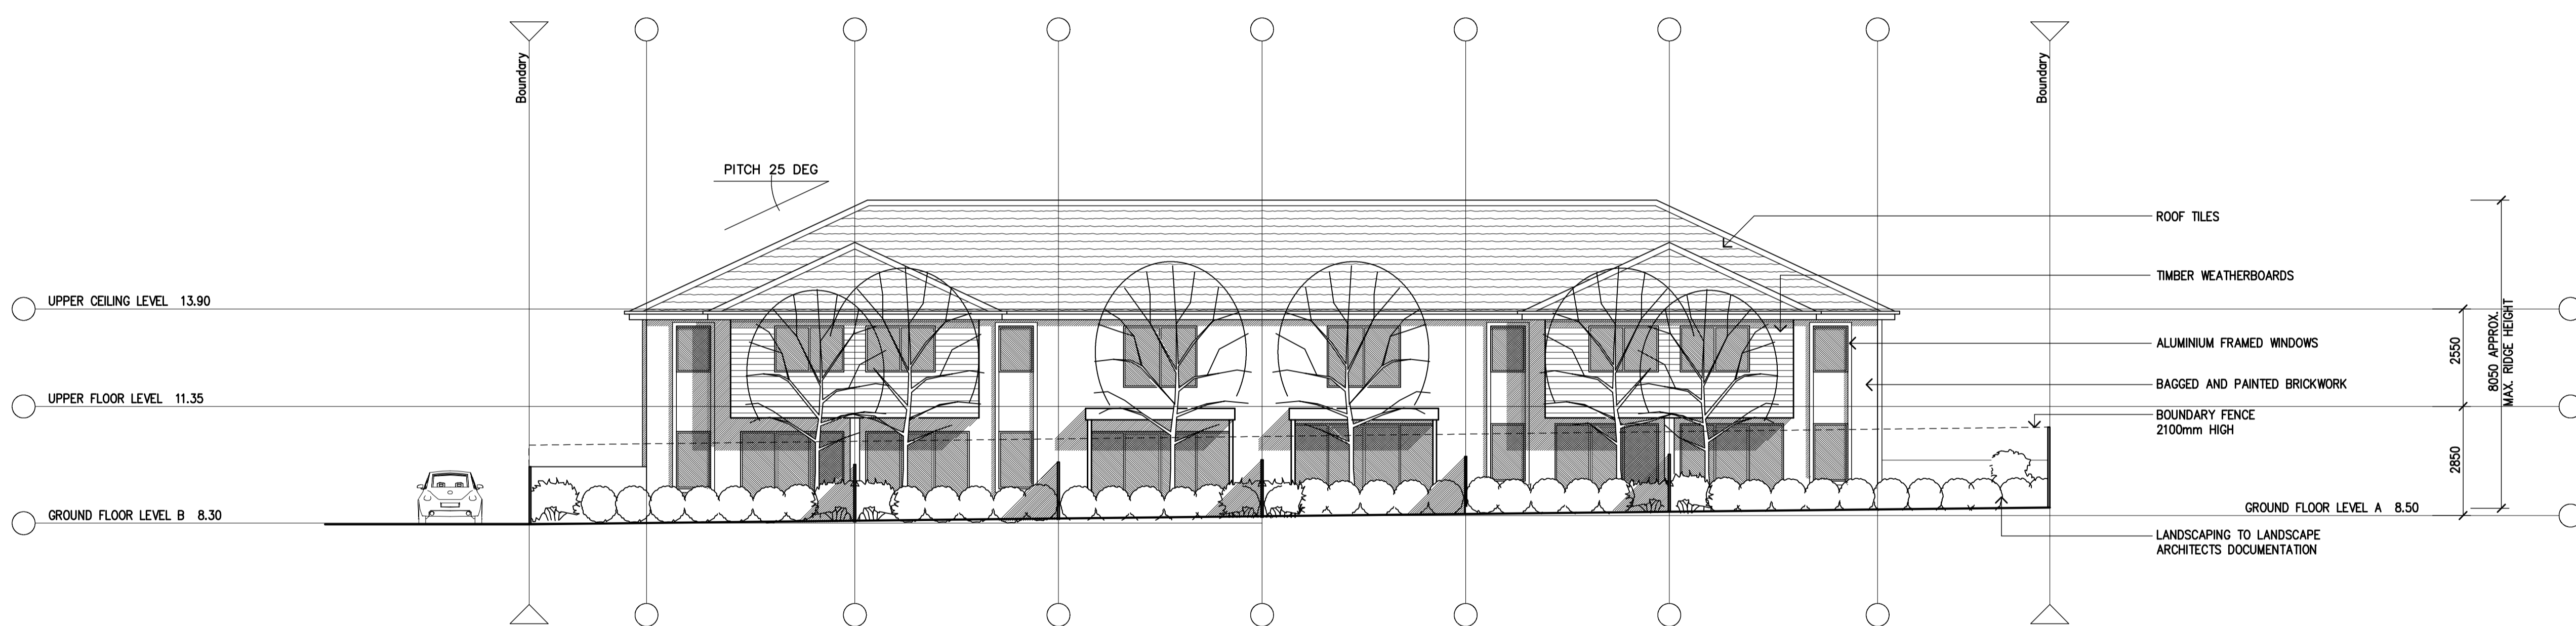 Boundary
Boundary
PITCH 25 DEG
ROOF TILES
TIMBER WEATHERBOARDS
UPPER CEILING LEVEL 13.90
ALUMINIUM FRAMED WINDOWS
2550
8050 APPROX.
MAX. RIDGE HEIGHT
BAGGED AND PAINTED BRICKWORK
UPPER FLOOR LEVEL 11.35
BOUNDARY FENCE
2100mm HIGH
2850
GROUND FLOOR LEVEL B 8.30
GROUND FLOOR LEVEL A 8.50
LANDSCAPING TO LANDSCAPE
ARCHITECTS DOCUMENTATION